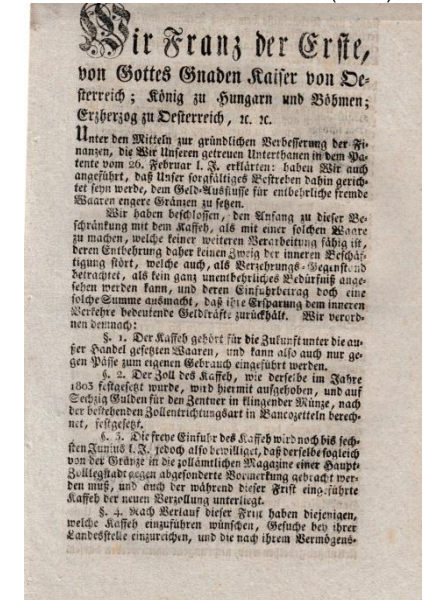 Wir Franz der Erste,
von Gottes Gnaden Kaiser von Oe-
sterreich; König zu Hungarn und Böhmen;
Erzherzog zu Oesterreich, ꝛc. ꝛc.
Unter den Mitteln zur gründlichen Verbesserung der Fi-
nanzen, die Wir Unseren getreuen Unterthanen in dem Pa-
tente vom 26. Februar l. J. erklärten: haben Wir auch
angeführt, daß Unser sorgfältiges Bestreben dahin gerich-
tet seyn werde, dem Geld-Ausflusse für entbehrliche fremde
Waaren engere Gränzen zu setzen.
Wir haben beschlossen, den Anfang zu dieser Be-
schränkung mit dem Kaffeh, als mit einer solchen Waare
zu machen, welche keiner weiteren Verarbeitung fähig ist,
deren Entbehrung daher keinen Zweig der inneren Beschäf-
tigung stört, welche auch, als Verzehrungs-Gegenstand
betrachtet, als kein ganz unentbehrliches Bedürfniß ange-
sehen werden kann, und deren Einfuhrbetrag doch eine
solche Summe ausmacht, daß ihre Ersparung dem inneren
Verkehre bedeutende Geldkräfte zurückhält. Wir verord-
nen demnach:
§. 1. Der Kaffeh gehört für die Zukunft unter die au-
ßer Handel gesetzten Waaren, und kann also auch nur ge-
gen Pässe zum eigenen Gebrauch eingeführt werden.
§. 2. Der Zoll des Kaffeh, wie derselbe im Jahre
1803 festgesetzt wurde, wird hiermit aufgehoben, und auf
Sechzig Gulden für den Zentner in klingender Münze, nach
der bestehenden Zollentrichtungsart in Bancozetteln berech-
net, festgesetzt.
§. 3. Die freye Einfuhr des Kaffeh wird noch bis sech-
sten Junius l. J. jedoch also bewilliget, daß derselbe sogleich
von der Gränze in die zollämtlichen Magazine einer Haupt-
Zolllegstadt gegen abgesonderte Vormerkung gebracht wer-
den muß, und auch der während dieser Frist eingeführte
Kaffeh der neuen Verzollung unterliegt.
§. 4. Nach Verlauf dieser Frist haben diejenigen,
welche Kaffeh einzuführen wünschen, Gesuche bey ihrer
Landesstelle einzureichen, und die nach ihrem Vermögens-